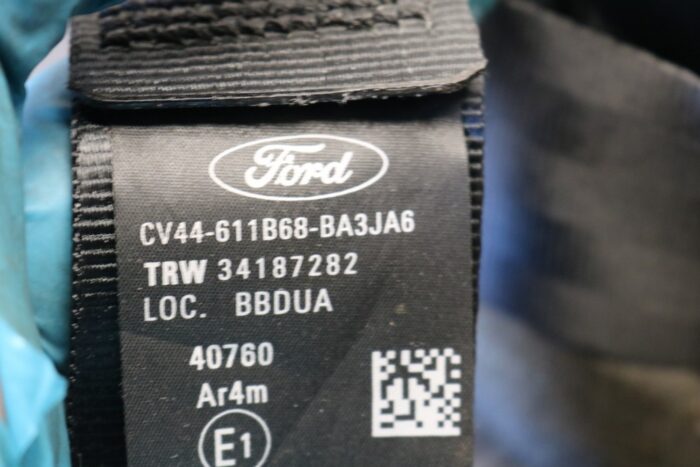 Ford
CV44-611B68-BA3JA6
TRW 34187282
LOC. BBDUA
40760
Ar4m
E1